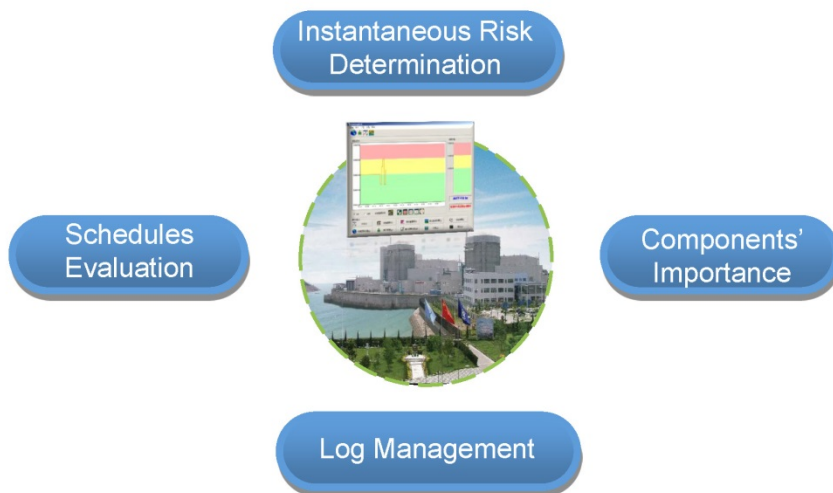 Instantaneous Risk
Determination
Schedules
Evaluation
Components'
Importance
Log Management